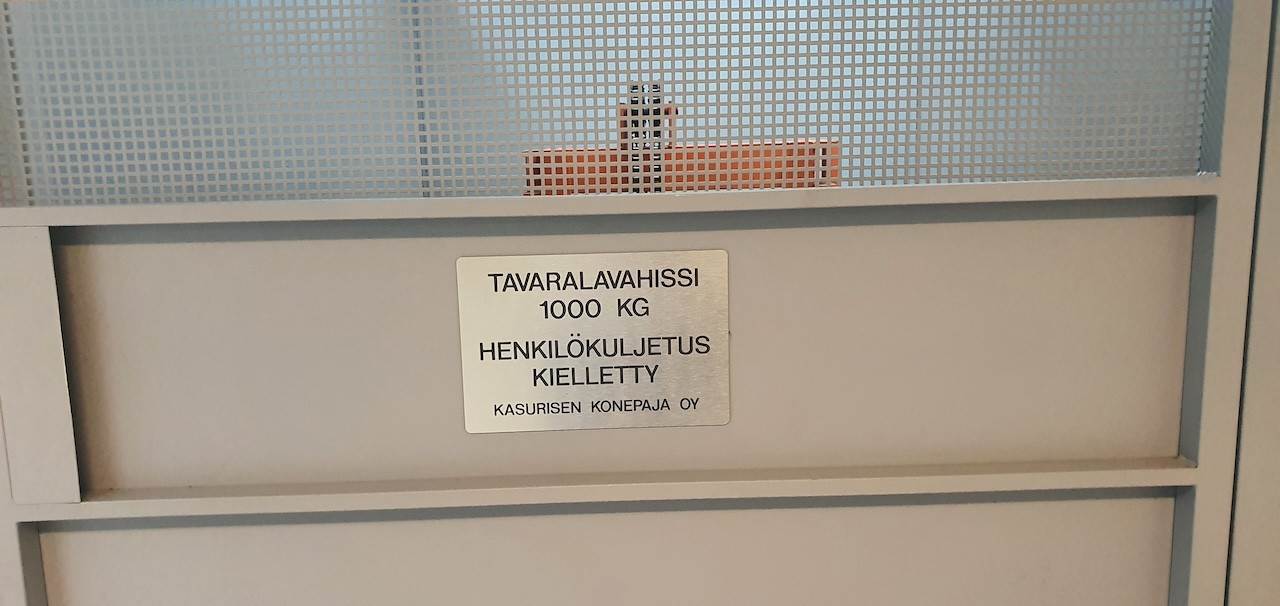 TAVARALAVAHISSI
1000 KG
HENKILÖKULJETUS
KIELLETTY
KASURISEN KONEPAJA OY